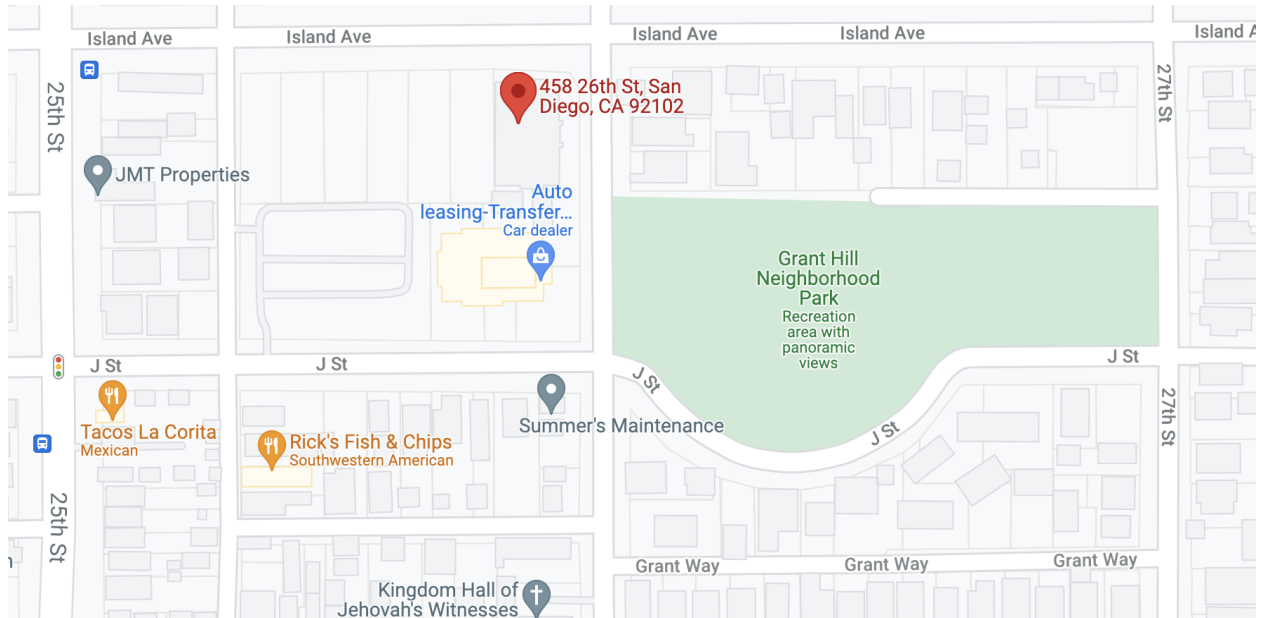 Island Ave
Island Ave
Island Ave
Island Ave
Island A
25th St
458 26th St, San
Diego, CA 92102
27th St
JMT Properties
Auto
leasing-Transfer...
Car dealer
Grant Hill
Neighborhood
Park
Recreation
area with
panoramic
views
J St
J St
J St
J St
J St
Tacos La Corita
Mexican
Rick's Fish & Chips
Southwestern American
Summer's Maintenance
27th St
25th St
Grant Way
Grant Way
Grant Way
Kingdom Hall of
Jehovah's Witnesses